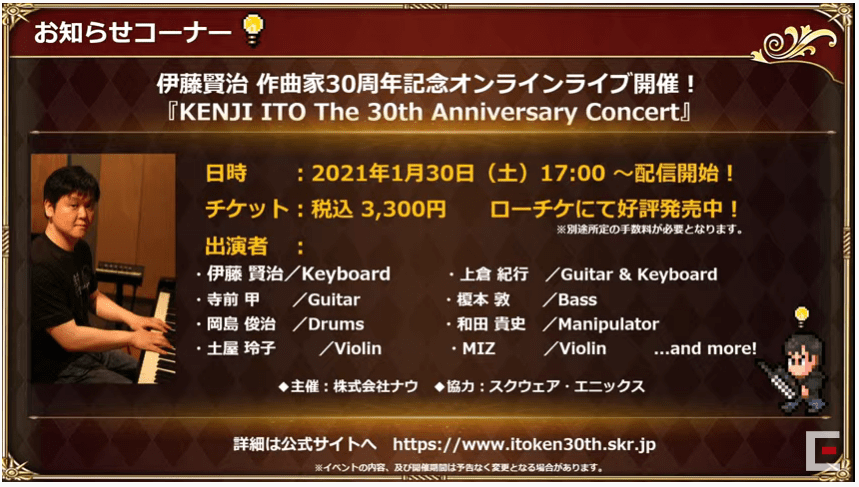 お知らせコーナー
伊藤賢治 作曲家30周年記念オンラインライブ開催！
『KENJI ITO The 30th Anniversary Concert』
日時　　：2021年1月30日（土）17:00 ～配信開始！
チケット：税込 3,300円　　ローチケにて好評発売中！
※別途所定の手数料が必要となります。
出演者　：
・伊藤 賢治／Keyboard　　・上倉 紀行　／Guitar & Keyboard
・寺前 甲　　／Guitar　　・榎本 敦　　／Bass
・岡島 俊治　／Drums　　・和田 貴史　／Manipulator
・土屋 玲子　　／Violin　　・MIZ　　　／Violin　　…and more!
◆主催：株式会社ナウ　◆協力：スクウェア・エニックス
詳細は公式サイトへ　https://www.itoken30th.skr.jp
※イベントの内容、及び開催期間は予告なく変更となる場合があります。